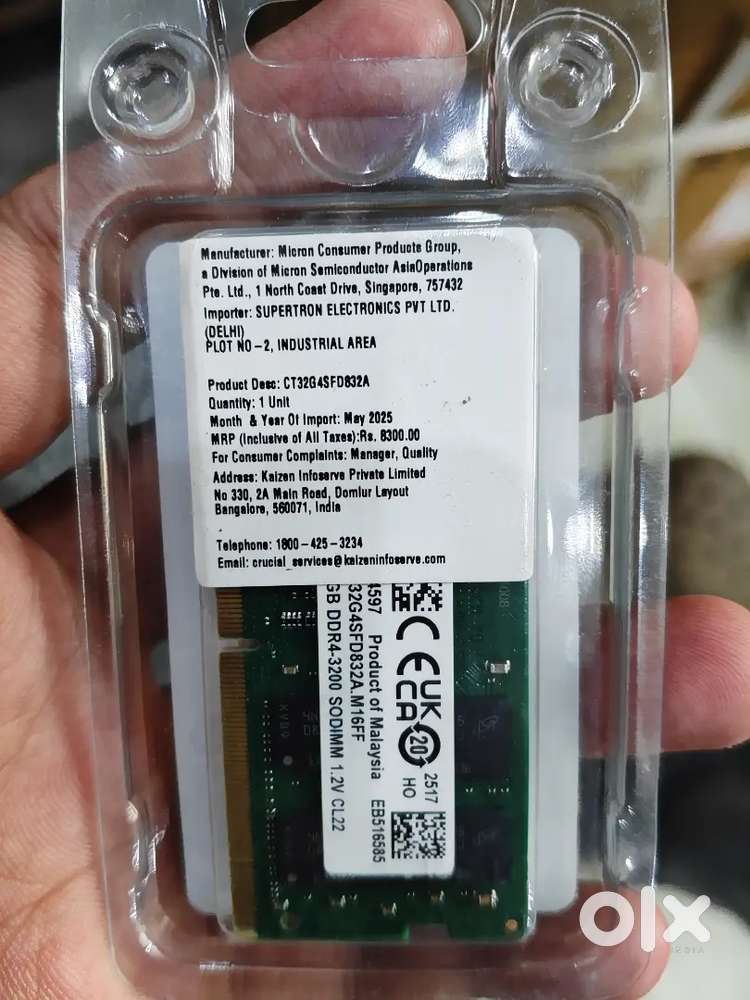 Manufacturer: Micron Consumer Products Group,
a Division of Micron Semiconductor AsiaOperations
Pte. Ltd., 1 North Coast Drive, Singapore, 757432
Importer: SUPERTRON ELECTRONICS PVT LTD.
(DELHI)
PLOT NO-2, INDUSTRIAL AREA
Product Desc: CT32G4SFD832A
Quantity: 1 Unit
Month & Year Of Import: May 2025
MRP (Inclusive of All Taxes):Rs. 8300.00
For Consumer Complaints: Manager, Quality
Address: Kaizen Infoserve Private Limited
No 330, 2A Main Road, Domlur Layout
Bangalore, 560071, India
Telephone: 1800-425-3234
Email: crucial_services@kaizeninfoserve.com
4597 Product of Malaysia EB516585
32G4SFD832A.M16FF
GB DDR4-3200 SODIMM 1.2V CL22
CE UK
CA
20
2517
HO
olx